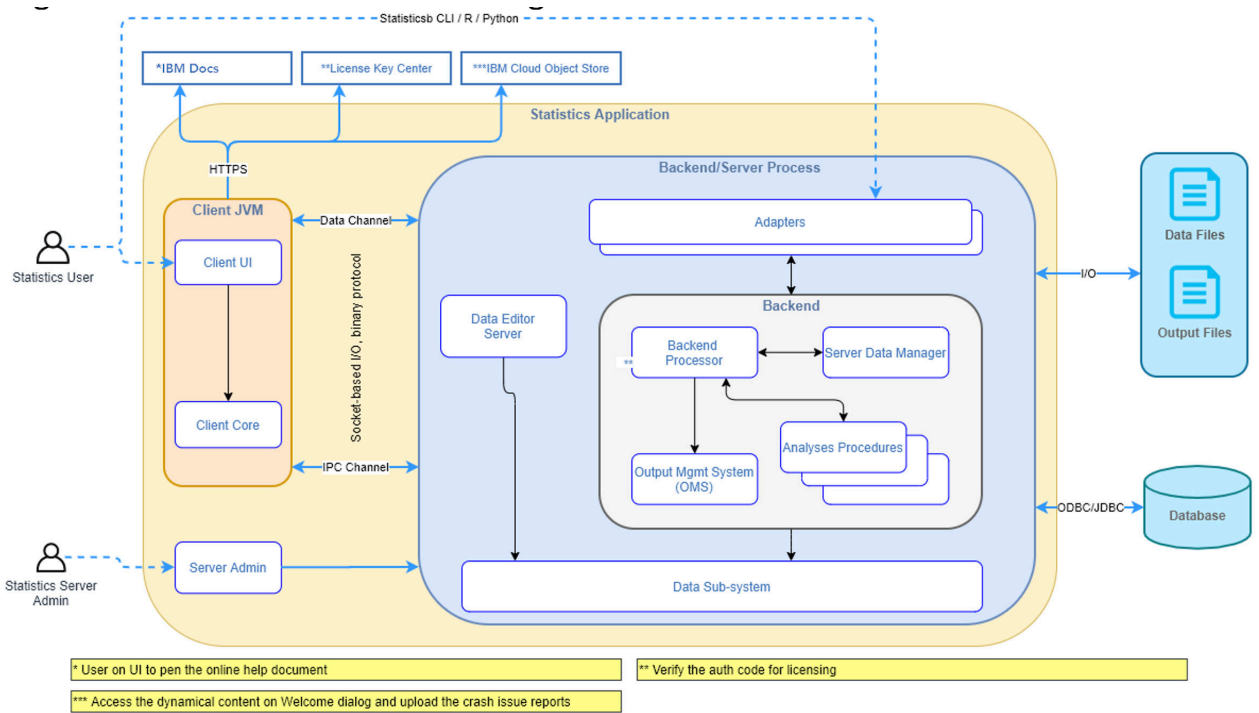 Statisticsb CLI / R / Python
*IBM Docs
**License Key Center
***IBM Cloud Object Store
Statistics Application
HTTPS
Backend/Server Process
Client JVM
Data Channel
Adapters
Data Files
Client UI
Statistics User
I/O
Backend
Data Editor
Server
Socket-based I/O, binary protocol
Output Files
Backend
Processor
**
Server Data Manager
Client Core
Analyses Procedures
IPC Channel
Output Mgmt System
(OMS)
ODBC/JDBC
Database
Server Admin
Statistics Server
Admin
Data Sub-system
* User on UI to pen the online help document
** Verify the auth code for licensing
*** Access the dynamical content on Welcome dialog and upload the crash issue reports